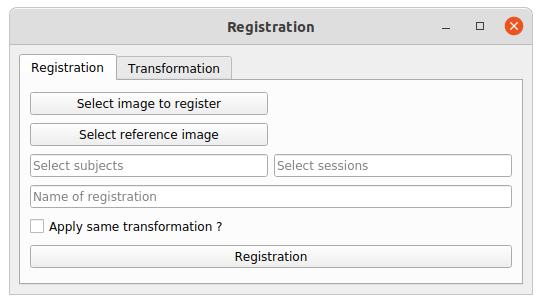 Registration
Registration Transformation
Select image to register
Select reference image
Select subjects Select sessions
Name of registration
Apply same transformation ?
Registration